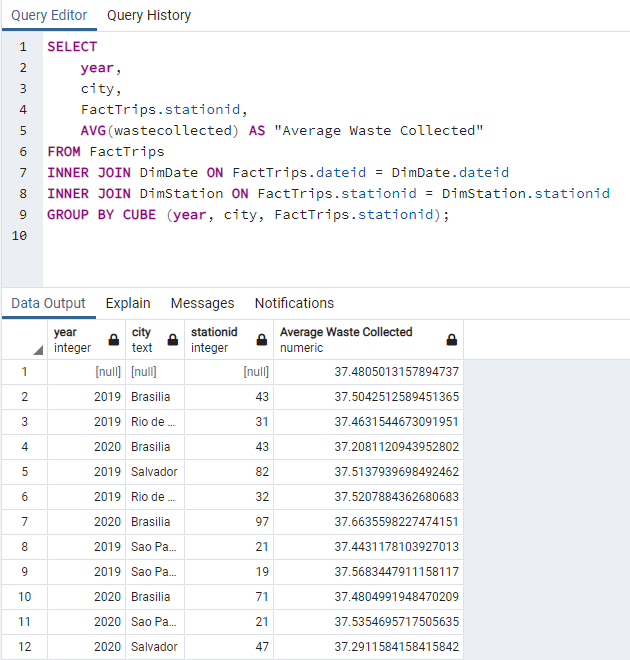 Query Editor Query History
1 SELECT
2 year,
3 city,
4 FactTrips.stationid,
5 AVG(wastecollected) AS "Average Waste Collected"
6 FROM FactTrips
7 INNER JOIN DimDate ON FactTrips.dateid = DimDate.dateid
8 INNER JOIN DimStation ON FactTrips.stationid = DimStation.stationid
9 GROUP BY CUBE (year, city, FactTrips.stationid);
10
Data Output Explain Messages Notifications
year city stationid Average Waste Collected
integer text integer numeric
1 [null] [null] [null] 37.4805013157894737
2 2019 Brasilia 43 37.5042512589451365
3 2019 Rio de ... 31 37.4631544673091951
4 2020 Brasilia 43 37.2081120943952802
5 2019 Salvador 82 37.5137939698492462
6 2019 Rio de ... 32 37.5207884362680683
7 2020 Brasilia 97 37.6635598227474151
8 2019 Sao Pa... 21 37.4431178103927013
9 2019 Sao Pa... 19 37.5683447911158117
10 2020 Brasilia 71 37.4804991948470209
11 2020 Sao Pa... 21 37.5354695717505635
12 2020 Salvador 47 37.2911584158415842